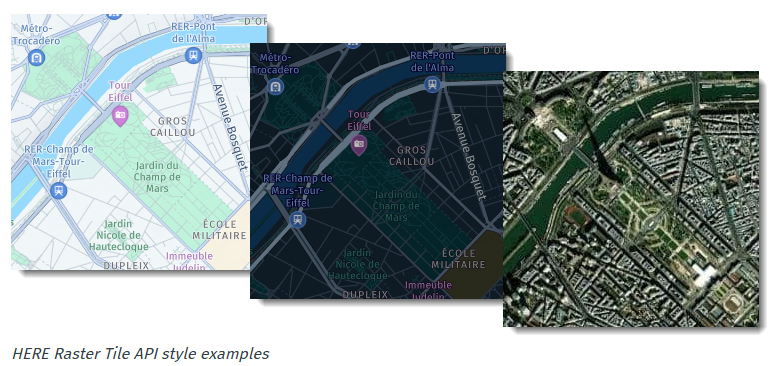 Métro-
Trocadéro
RER-Pont
de l'Alma
D'O
Tour
Eiffel
GROS
CAILLOU
Avenue Bosquet
RER-Champ de
Mars-Tour-
Eiffel
Jardin du
Champ de
Mars
Jardin
Nicole de
Hauteclocque
ÉCOLE
MILITAIRE
DUPLEIX
Immeuble
Métro-
Trocadéro
RER-Pont
de l'Alma
D'O
Tour
Eiffel
GROS
CAILLOU
Avenue Bosquet
RER-Champ de
Mars-Tour-
Eiffel
Jardin du
Champ de
Mars
Jardin
Nicole de
Hauteclocque
ÉCOLE
MILITAIRE
DUPLEIX
Immeuble
HERE Raster Tile API style examples